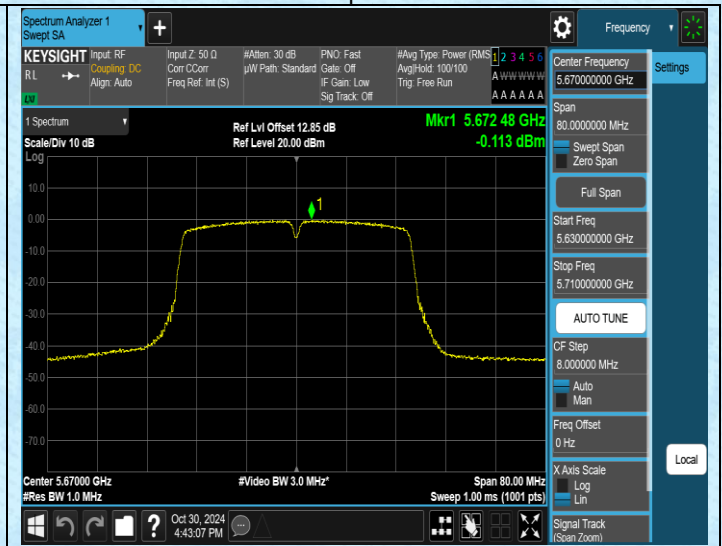 Spectrum Analyzer 1
Swept SA
+
Frequency
KEYSIGHT
RL
Input: RF
Coupling: DC
Align: Auto
Input Z: 50 Ω
Corr CCorr
Freq Ref: Int (S)
#Atten: 30 dB
µW Path: Standard
PNO: Fast
Gate: Off
IF Gain: Low
Sig Track: Off
#Avg Type: Power (RMS
Avg|Hold: 100/100
Trig: Free Run
1 2 3 4 5 6
A W W W W W
A A A A A A
Settings
1 Spectrum
Scale/Div 10 dB
Log
Ref Lvl Offset 12.85 dB
Ref Level 20.00 dBm
Mkr1 5.672 48 GHz
-0.113 dBm
10.0
0.00
-10.0
-20.0
-30.0
-40.0
-50.0
-60.0
-70.0
1
Center 5.67000 GHz
#Res BW 1.0 MHz
#Video BW 3.0 MHz*
Span 80.00 MHz
Sweep 1.00 ms (1001 pts)
Center Frequency
5.670000000 GHz
Span
80.0000000 MHz
Swept Span
Zero Span
Full Span
Start Freq
5.630000000 GHz
Stop Freq
5.710000000 GHz
AUTO TUNE
CF Step
8.000000 MHz
Auto
Man
Freq Offset
0 Hz
X Axis Scale
Log
Lin
Signal Track
(Span Zoom)
Local
?
Oct 30, 2024
4:43:07 PM